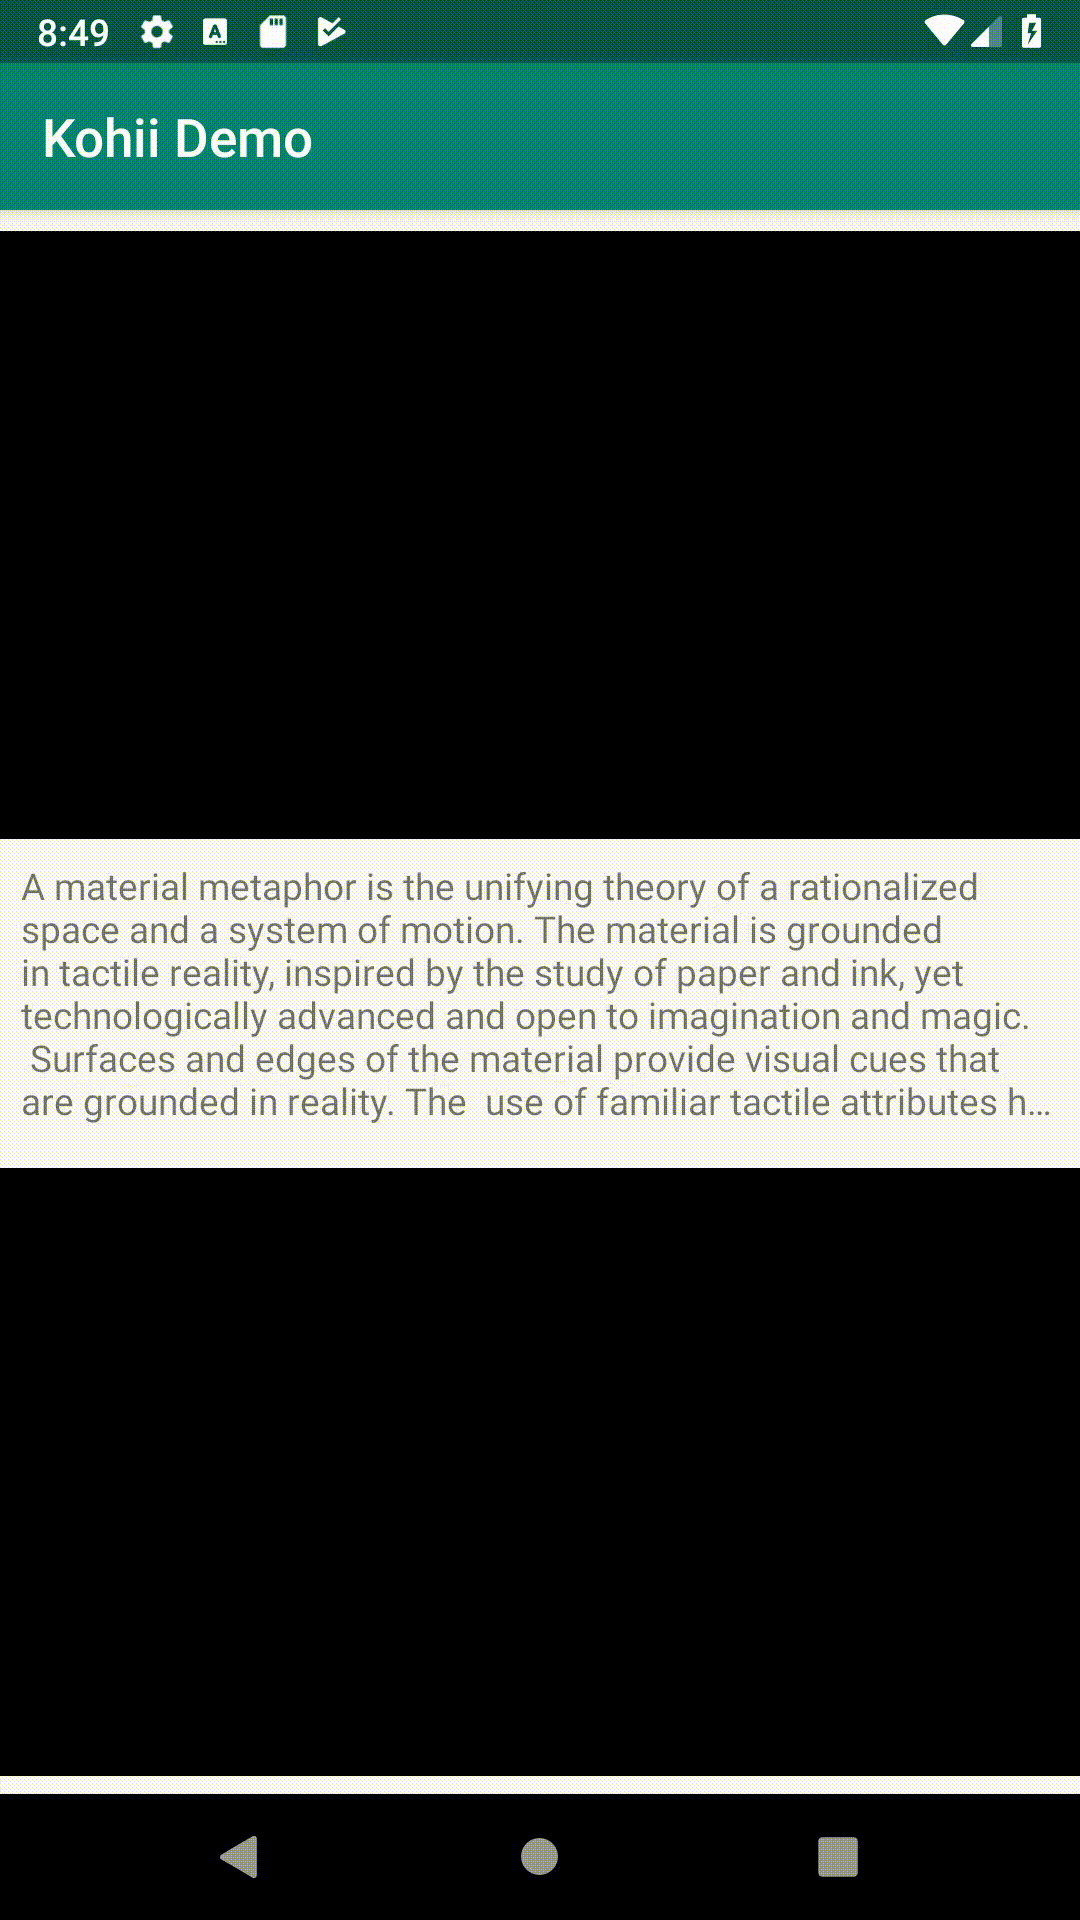 8:49
Kohii Demo
A material metaphor is the unifying theory of a rationalized
space and a system of motion. The material is grounded
in tactile reality, inspired by the study of paper and ink, yet
technologically advanced and open to imagination and magic.
Surfaces and edges of the material provide visual cues that
are grounded in reality. The  use of familiar tactile attributes h…